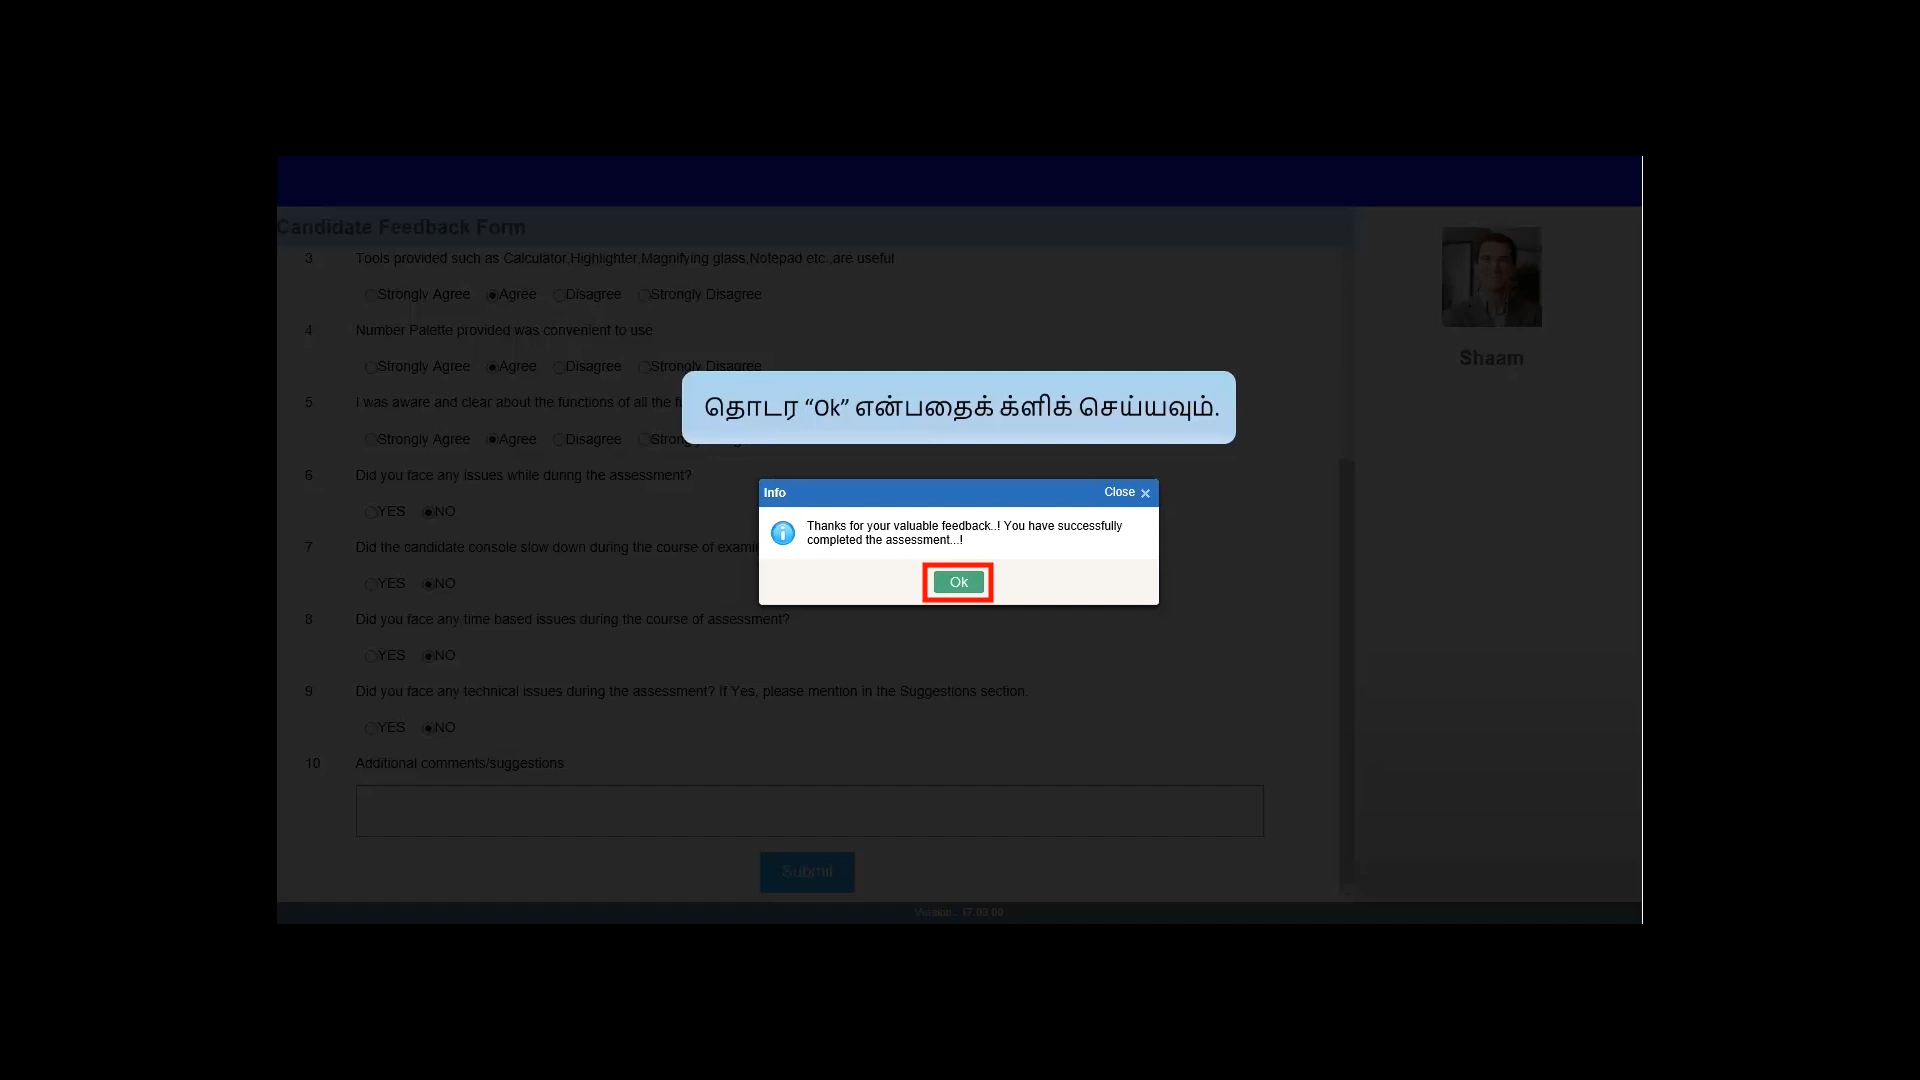 Candidate Feedback Form
3 Tools provided such as Calculator,Highlighter,Magnifying glass,Notepad etc.,are useful
Strongly Agree Agree Disagree Strongly Disagree
Shaam
4 Number Palette provided was convenient to use
Strongly Agree Agree Disagree Strongly Disagree
தொடர “Ok” என்பதைக் க்ளிக் செய்யவும்.
5 I was aware and clear about the functions of all the
Strongly Agree Agree Disagree
6 Did you face any issues while during the assessment?
Info Close
YES NO
Thanks for your valuable feedback..! You have successfully
completed the assessment...!
7 Did the candidate console slow down during the course of
Ok
YES NO
8 Did you face any time based issues during the course of assessment?
YES NO
9 Did you face any technical issues during the assessment? If Yes, please mention in the Suggestions section.
YES NO
10 Additional comments/suggestions
Submit
Version : 17.03.00